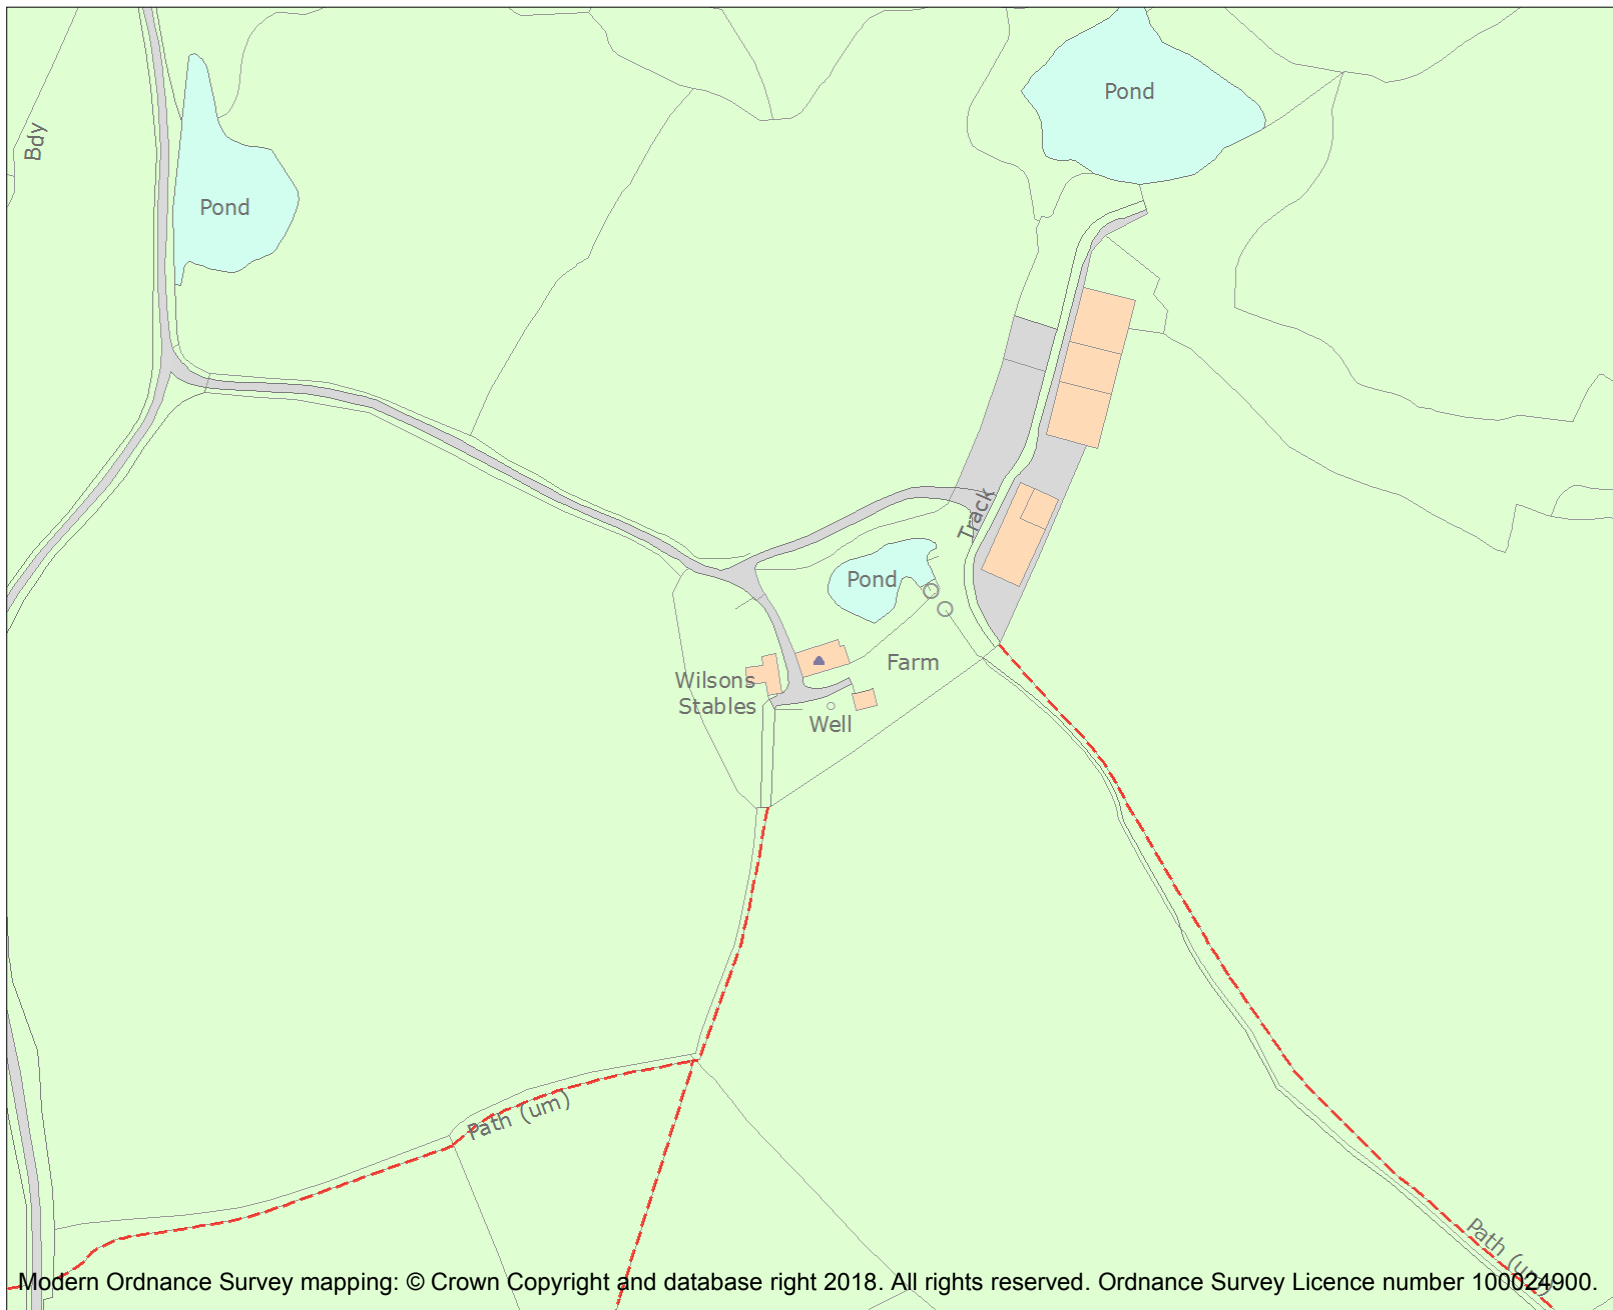 Pond
Bdy
Pond
Track
Pond
Farm
Wilsons
Stables
Well
Path (um)
Path (um)
Modern Ordnance Survey mapping: © Crown Copyright and database right 2018. All rights reserved. Ordnance Survey Licence number 100024900.